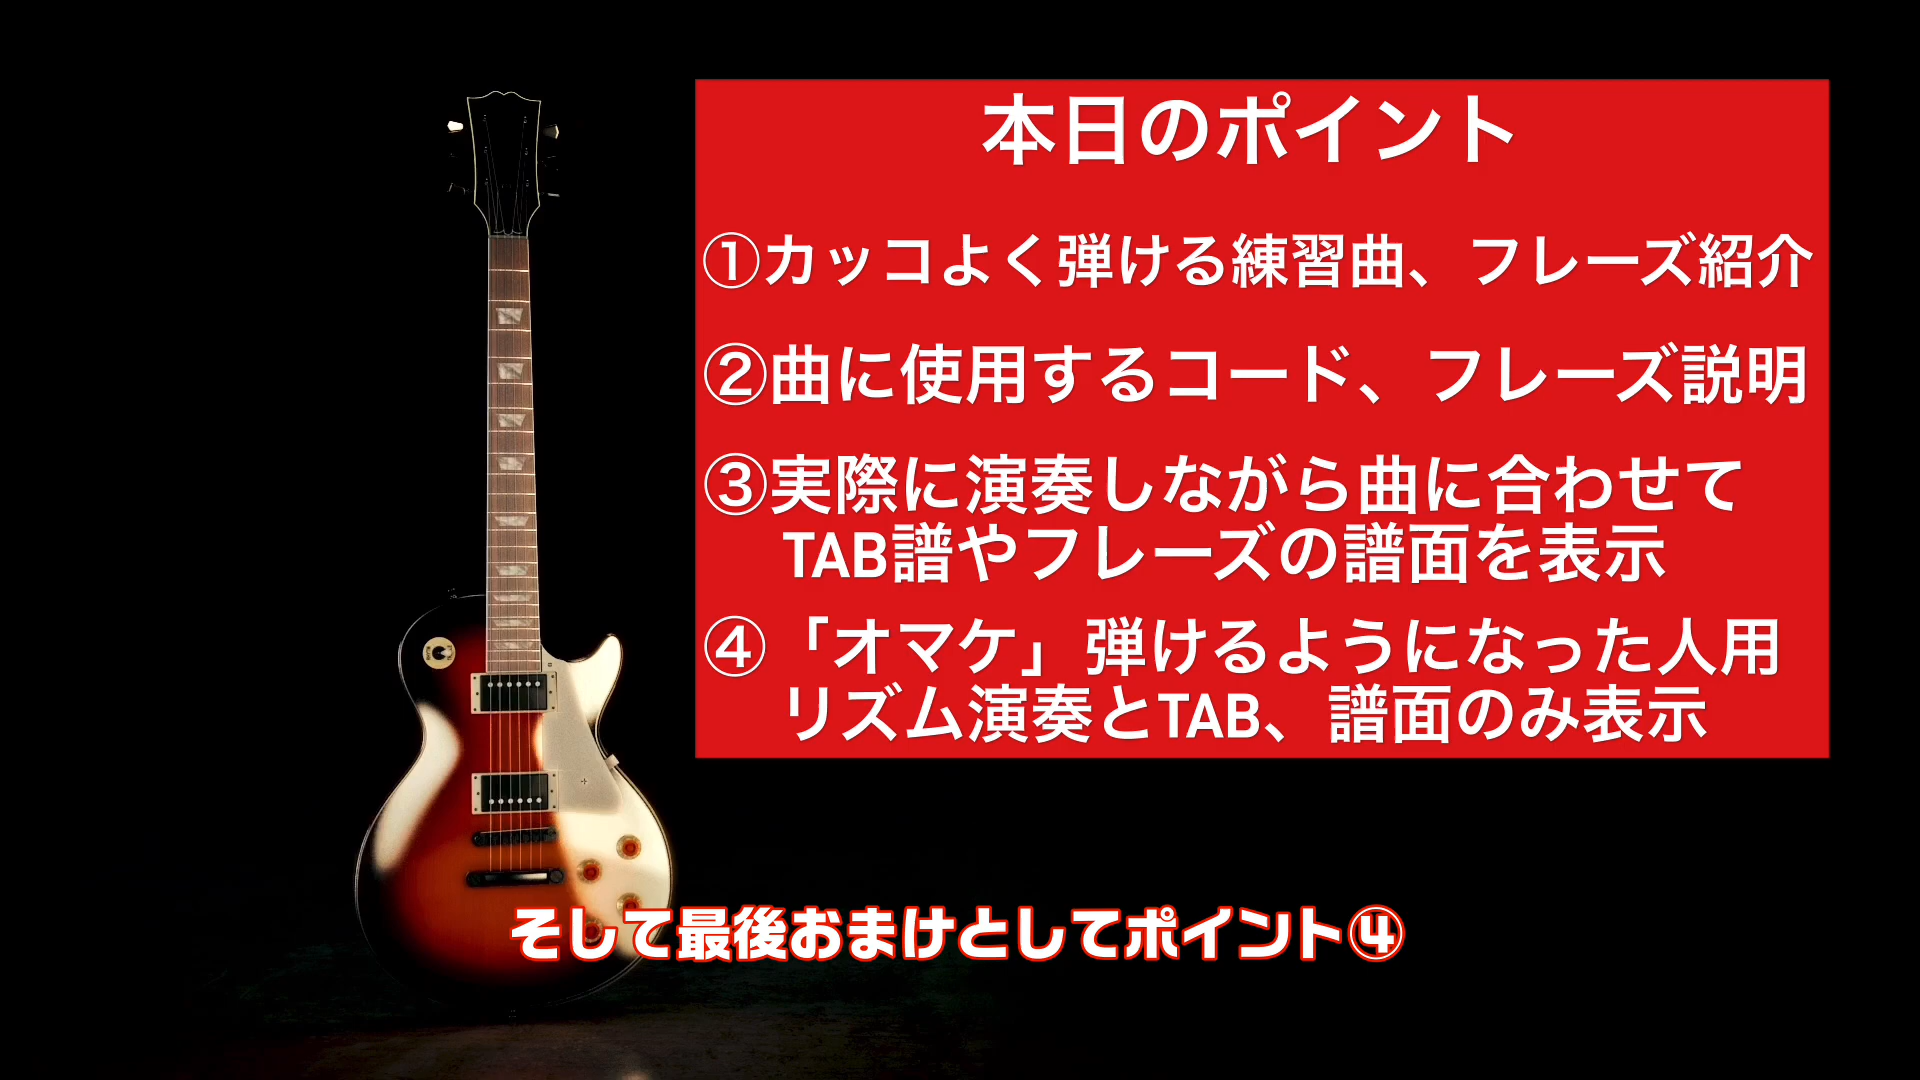 本日のポイント
①カッコよく弾ける練習曲、フレーズ紹介
②曲に使用するコード、フレーズ説明
③実際に演奏しながら曲に合わせて
TAB譜やフレーズの譜面を表示
④「オマケ」弾けるようになった人用
リズム演奏とTAB、譜面のみ表示
そして最後おまけとしてポイント④